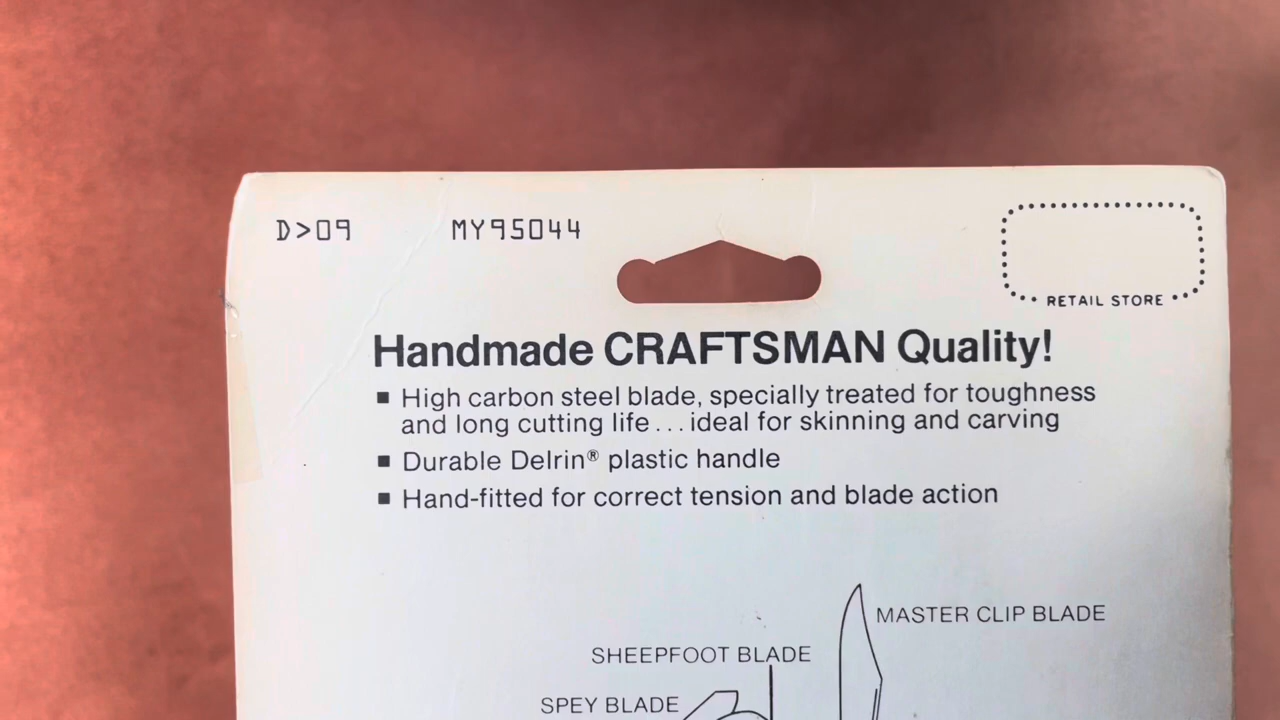 D>09 MY95044
RETAIL STORE
Handmade CRAFTSMAN Quality!
■ High carbon steel blade, specially treated for toughness
and long cutting life...ideal for skinning and carving
■ Durable Delrin® plastic handle
■ Hand-fitted for correct tension and blade action
MASTER CLIP BLADE
SHEEPFOOT BLADE
SPEY BLADE